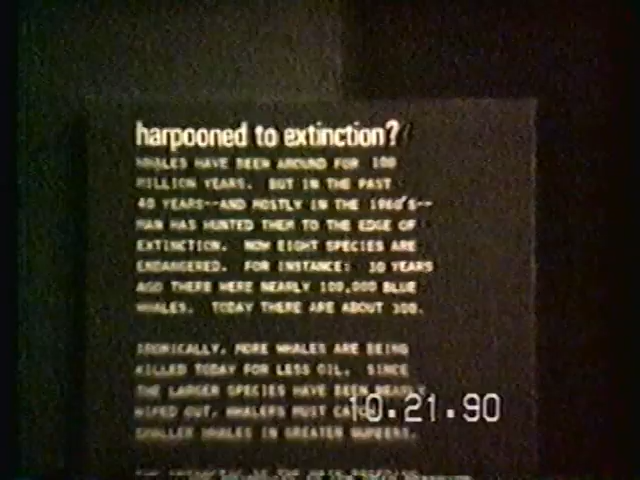 harpooned to extinction?
WHALES HAVE BEEN AROUND FOR 100
MILLION YEARS. BUT IN THE PAST
40 YEARS--AND MOSTLY IN THE 1960'S--
MAN HAS HUNTED THEM TO THE EDGE OF
EXTINCTION. NOW EIGHT SPECIES ARE
ENDANGERED. FOR INSTANCE: 30 YEARS
AGO THERE WERE NEARLY 100,000 BLUE
WHALES. TODAY THERE ARE ABOUT 300.
IRONICALLY, MORE WHALES ARE BEING
KILLED TODAY FOR LESS OIL. SINCE
THE LARGER SPECIES HAVE BEEN NEARLY
WIPED OUT, WHALERS MUST
SMALLER WHALES IN GREATER NUMBERS.
10.21.90